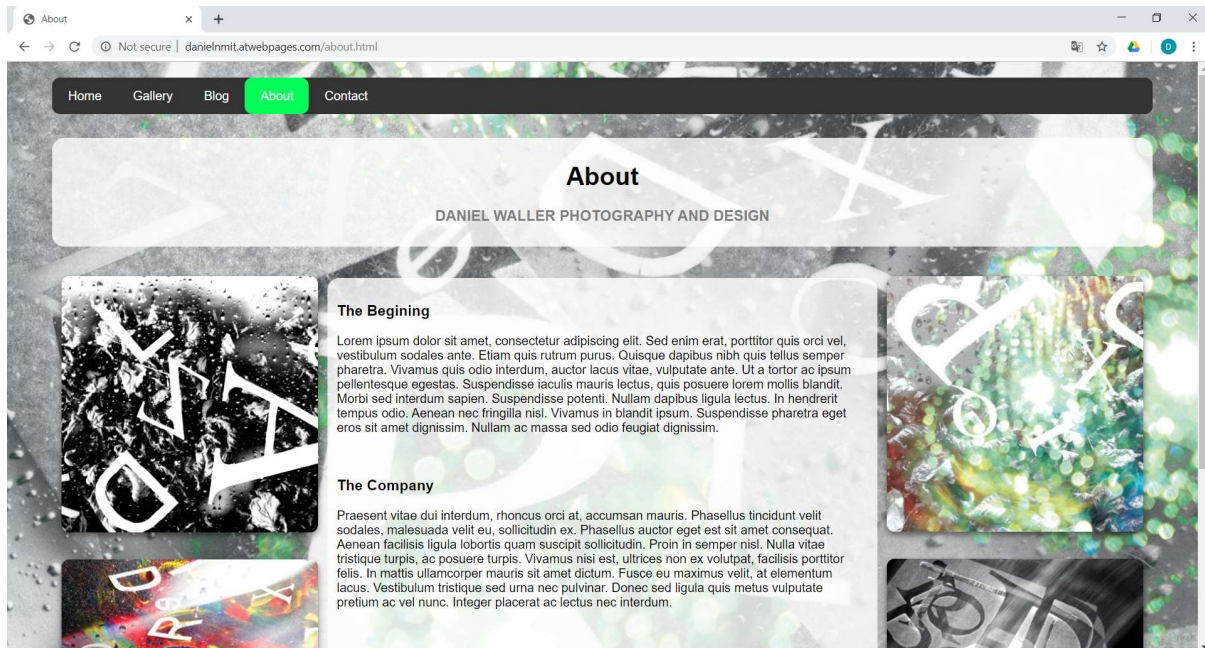 About
Not secure | danielnmit.atwebpages.com/about.html
D
Home Gallery Blog About Contact
About
DANIEL WALLER PHOTOGRAPHY AND DESIGN
The Begining
Lorem ipsum dolor sit amet, consectetur adipiscing elit. Sed enim erat, porttitor quis orci vel,
vestibulum sodales ante. Etiam quis rutrum purus. Quisque dapibus nibh quis tellus semper
pharetra. Vivamus quis odio interdum, auctor lacus vitae, vulputate ante. Ut a tortor ac ipsum
pellentesque egestas. Suspendisse iaculis mauris lectus, quis posuere lorem mollis blandit.
Morbi sed interdum sapien. Suspendisse potenti. Nullam dapibus ligula lectus. In hendrerit
tempus odio. Aenean nec fringilla nisl. Vivamus in blandit ipsum. Suspendisse pharetra eget
eros sit amet dignissim. Nullam ac massa sed odio feugiat dignissim.
The Company
Praesent vitae dui interdum, rhoncus orci at, accumsan mauris. Phasellus tincidunt velit
sodales, malesuada velit eu, sollicitudin ex. Phasellus auctor eget est sit amet consequat.
Aenean facilisis ligula lobortis quam suscipit sollicitudin. Proin in semper nisl. Nulla vitae
tristique turpis, ac posuere turpis. Vivamus nisi est, ultrices non ex volutpat, facilisis porttitor
felis. In mattis ullamcorper mauris sit amet dictum. Fusce eu maximus velit, at elementum
lacus. Vestibulum tristique sed urna nec pulvinar. Donec sed ligula quis metus vulputate
pretium ac vel nunc. Integer placerat ac lectus nec interdum.